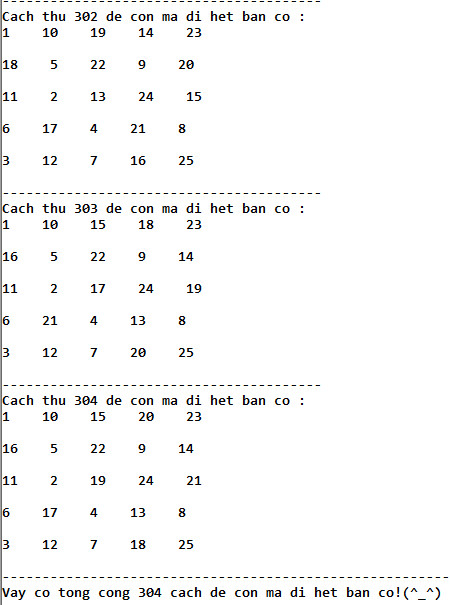 -----------------------------------------
Cach thu 302 de con ma di het ban co :
1 10 19 14 23
18 5 22 9 20
11 2 13 24 15
6 17 4 21 8
3 12 7 16 25
-----------------------------------------
Cach thu 303 de con ma di het ban co :
1 10 15 18 23
16 5 22 9 14
11 2 17 24 19
6 21 4 13 8
3 12 7 20 25
-----------------------------------------
Cach thu 304 de con ma di het ban co :
1 10 15 20 23
16 5 22 9 14
11 2 19 24 21
6 17 4 13 8
3 12 7 18 25
---------------------------------------------------------
Vay co tong cong 304 cach de con ma di het ban co!(^_^)